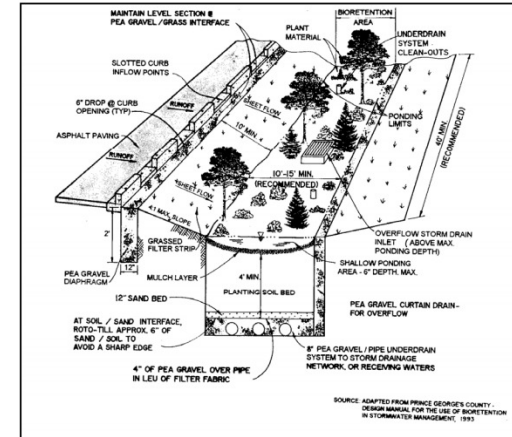 MAINTAIN LEVEL SECTION @
PEA GRAVEL / GRASS INTERFACE
PLANT
MATERIAL
BIORETENTION
AREA
UNDERDRAIN
SYSTEM
CLEAN-OUTS
SLOTTED CURB
INFLOW POINTS
6" DROP @ CURB
OPENING (TYP)
RUNOFF
SHEET FLOW
10' MIN.
PONDING
LIMITS
ASPHALT PAVING
RUNOFF
40' MIN.
(RECOMMENDED)
10'-15' MIN.
(RECOMMENDED)
SHEET FLOW
4:1 MAX. SLOPE
2'
12"
GRASSED
FILTER STRIP
OVERFLOW STORM DRAIN
INLET ( ABOVE MAX.
PONDING DEPTH)
PEA GRAVEL
DIAPHRAGM
MULCH LAYER
SHALLOW PONDING
AREA - 6" DEPTH, MAX.
4' MIN.
PLANTING SOIL BED
12" SAND BED
PEA GRAVEL CURTAIN DRAIN-
FOR OVERFLOW
AT SOIL / SAND INTERFACE,
ROTO-TILL APPROX. 6" OF
SAND / SOIL TO
AVOID A SHARP EDGE
8" PEA GRAVEL / PIPE UNDERDRAIN
SYSTEM TO STORM DRAINAGE
NETWORK, OR RECEIVING WATERS
4" OF PEA GRAVEL OVER PIPE
IN LEU OF FILTER FABRIC
SOURCE: ADAPTED FROM PRINCE GEORGE'S COUNTY -
DESIGN MANUAL FOR THE USE OF BIORETENTION
IN STORMWATER MANAGEMENT, 1993